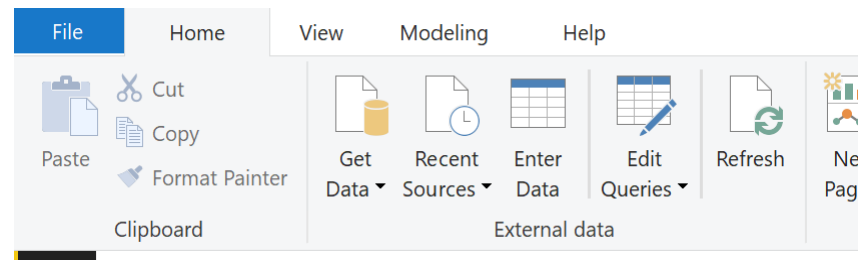 File Home View Modeling Help
Paste
Cut
Copy
Format Painter
Clipboard
Get
Data
Recent
Sources
Enter
Data
Edit
Queries
Refresh
External data